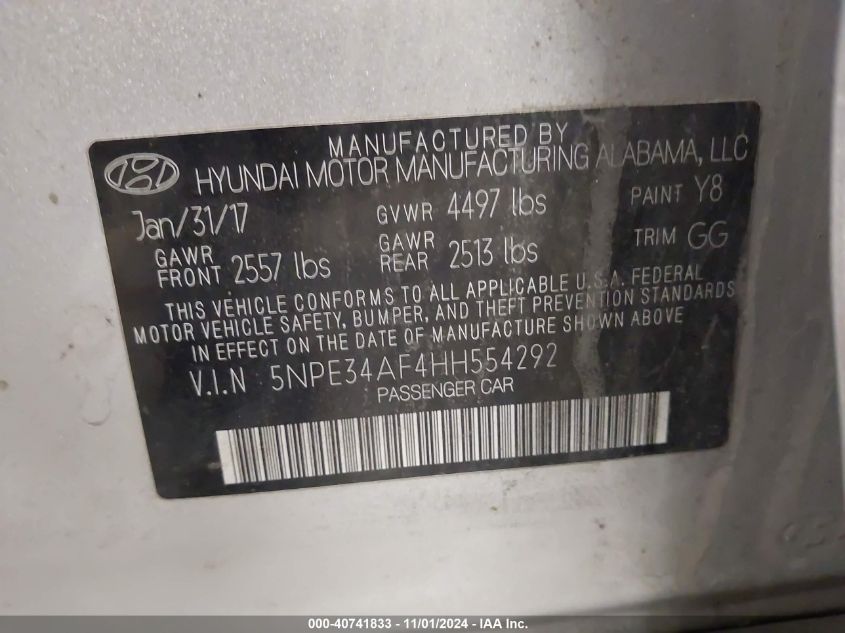 MANUFACTURED BY
HYUNDAI MOTOR MANUFACTURING ALABAMA, LLC
Jan/31/17 GVWR 4497 lbs PAINT Y8
GAWR FRONT 2557 lbs GAWR REAR 2513 lbs TRIM GG
THIS VEHICLE CONFORMS TO ALL APPLICABLE U.S.A. FEDERAL
MOTOR VEHICLE SAFETY, BUMPER, AND THEFT PREVENTION STANDARDS
IN EFFECT ON THE DATE OF MANUFACTURE SHOWN ABOVE
V.I.N 5NPE34AF4HH554292
PASSENGER CAR
000-40741833 - 11/01/2024 - IAA Inc.